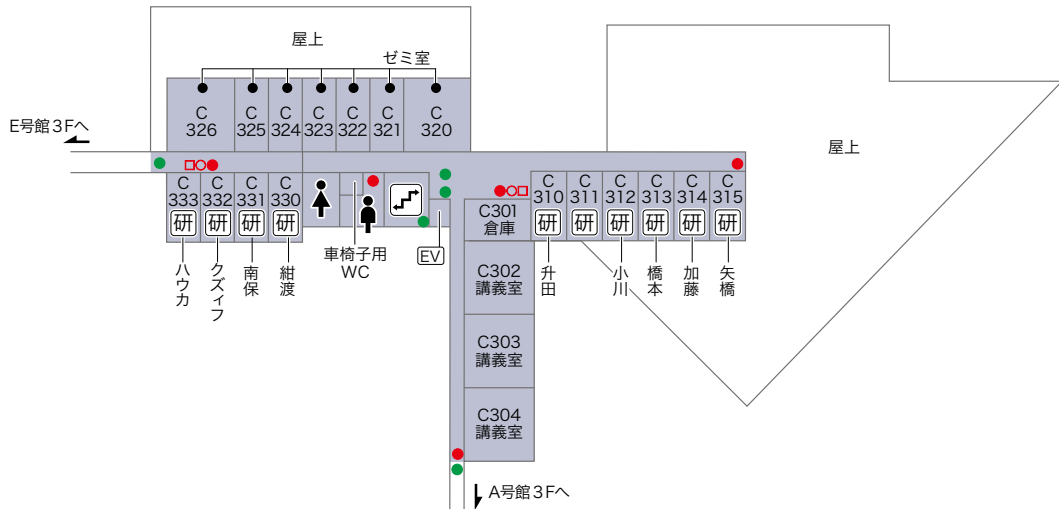 屋上
ゼミ室
C
326
C
325
C
324
C
323
C
322
C
321
C
320
E号館3Fへ
屋上
C
333
研
ハウカ
C
332
研
クズィフ
C
331
研
南保
C
330
研
紺渡
車椅子用
WC
EV
C301
倉庫
C
310
研
升田
C
311
研
C
312
研
小川
C
313
研
橋本
C
314
研
加藤
C
315
研
矢橋
C302
講義室
C303
講義室
C304
講義室
A号館3Fへ